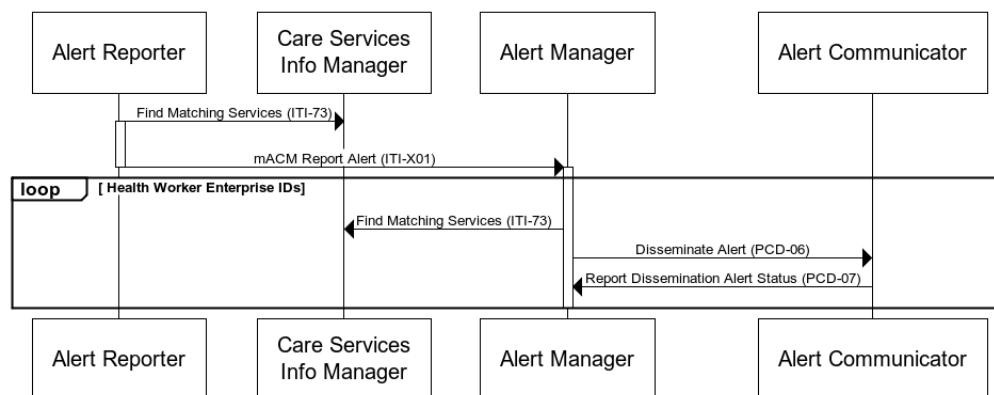 Alert Reporter
Care Services
Info Manager
Alert Manager
Alert Communicator
Find Matching Services (ITI-73)
mACM Report Alert (ITI-X01)
loop
[ Health Worker Enterprise IDs]
Find Matching Services (ITI-73)
Disseminate Alert (PCD-06)
Report Dissemination Alert Status (PCD-07)
Alert Reporter
Care Services
Info Manager
Alert Manager
Alert Communicator